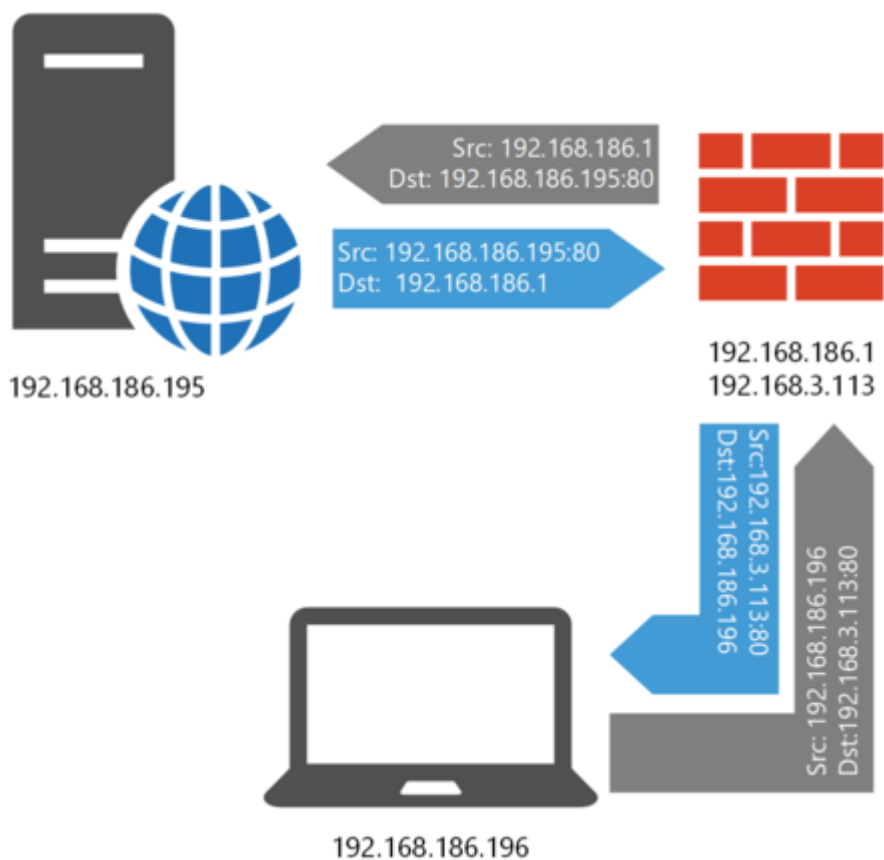 Src: 192.168.186.1
Dst: 192.168.186.195:80
Src: 192.168.186.195:80
Dst:  192.168.186.1
192.168.186.195
192.168.186.1
192.168.3.113
Src:192.168.3.113:80
Dst:192.168.186.196
Src: 192.168.186.196
Dst:192.168.3.113:80
192.168.186.196